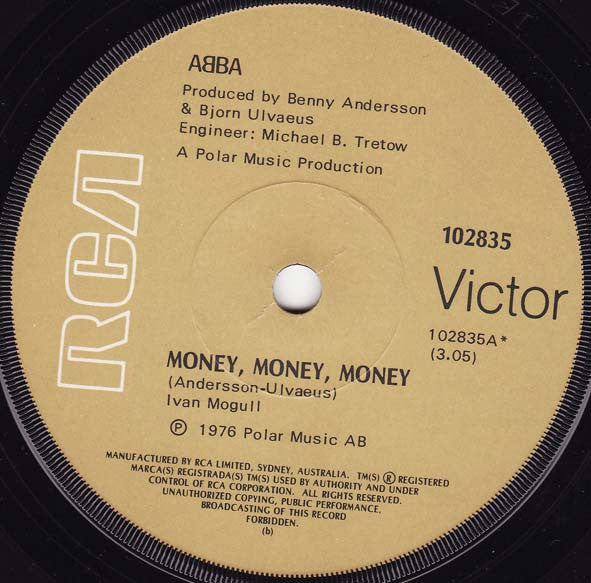 ABBA
Produced by Benny Andersson
& Bjorn Ulvaeus
Engineer: Michael B. Tretow
A Polar Music Production
RCA
102835
Victor
102835A*
(3.05)
MONEY, MONEY, MONEY
(Andersson-Ulvaeus)
Ivan Mogull
Ⓟ 1976 Polar Music AB
MANUFACTURED BY RCA LIMITED, SYDNEY, AUSTRALIA. TM(S) ® REGISTERED
MARCA(S) REGISTRADA(S) TM(S) USED BY AUTHORITY AND UNDER
CONTROL OF RCA CORPORATION. ALL RIGHTS RESERVED.
UNAUTHORIZED COPYING, PUBLIC PERFORMANCE,
BROADCASTING OF THIS RECORD
FORBIDDEN.
(b)